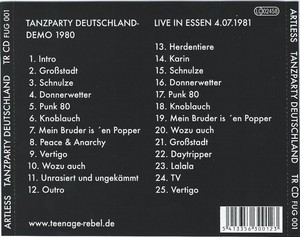 ARTLESS TANZPARTY DEUTSCHLAND TR CD FUG 001
TANZPARTY DEUTSCHLAND-
DEMO 1980
1. Intro
2. Großstadt
3. Schnulze
4. Donnerwetter
5. Punk 80
6. Knoblauch
7. Mein Bruder is ´en Popper
8. Peace & Anarchy
9. Vertigo
10. Wozu auch
11. Unrasiert und ungekämmt
12. Outro
www.teenage-rebel.de
LIVE IN ESSEN 4.07.1981
13. Herdentiere
14. Karin
15. Schnulze
16. Donnerwetter
17. Punk 80
18. Knoblauch
19. Mein Bruder is ´en Popper
20. Wozu auch
21. Großstadt
22. Daytripper
23. Lalala
24. TV
25. Vertigo
LC02458
5 413356 500123
ARTLESS TANZPARTY DEUTSCHLAND TR CD FUG 001